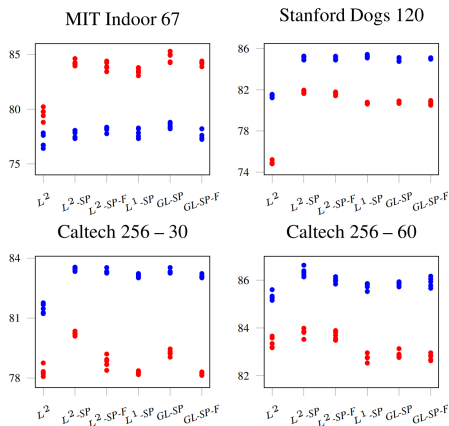 MIT Indoor 67
Stanford Dogs 120
85
80
75
L² L²-SP L²-SP-F L¹-SP GL-SP GL-SP-F
86
82
78
74
L² L²-SP L²-SP-F L¹-SP GL-SP GL-SP-F
Caltech 256 – 30
Caltech 256 – 60
84
81
78
L² L²-SP L²-SP-F L¹-SP GL-SP GL-SP-F
86
84
82
L² L²-SP L²-SP-F L¹-SP GL-SP GL-SP-F